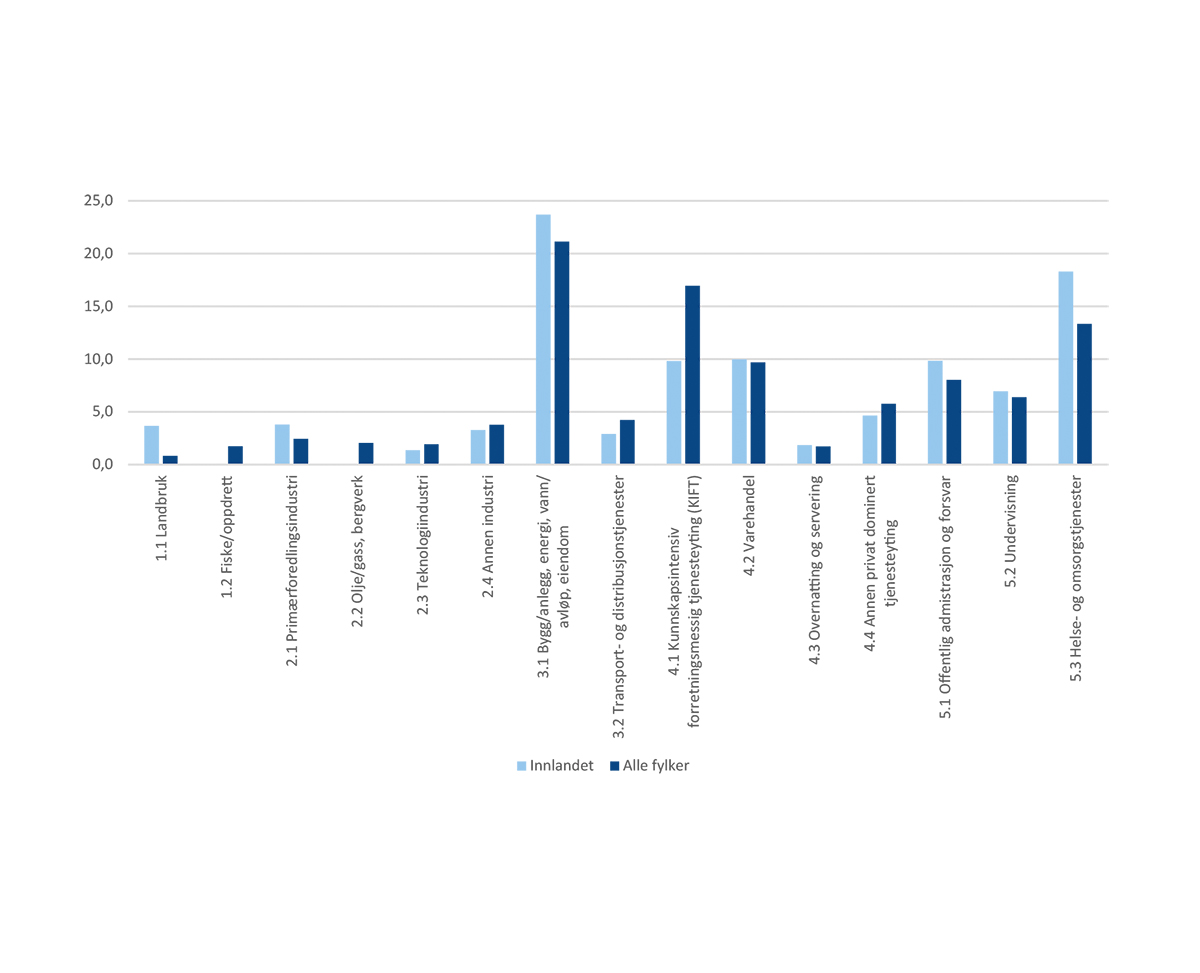 25,0
20,0
15,0
10,0
5,0
0,0
1.1 Landbruk
1.2 Fiske/oppdrett
2.1 Primærforedlingsindustri
2.2 Olje/gass, bergverk
2.3 Teknologiindustri
2.4 Annen industri
3.1 Bygg/anlegg, energi, vann/
avløp, eiendom
3.2 Transport- og distribusjonstjenester
4.1 Kunnskapsintensiv
forretningsmessig tjenesteyting (KIFT)
4.2 Varehandel
4.3 Overnatting og servering
4.4 Annen privat dominert
tjenesteyting
5.1 Offentlig admistrasjon og forsvar
5.2 Undervisning
5.3 Helse- og omsorgstjenester
Innlandet
Alle fylker